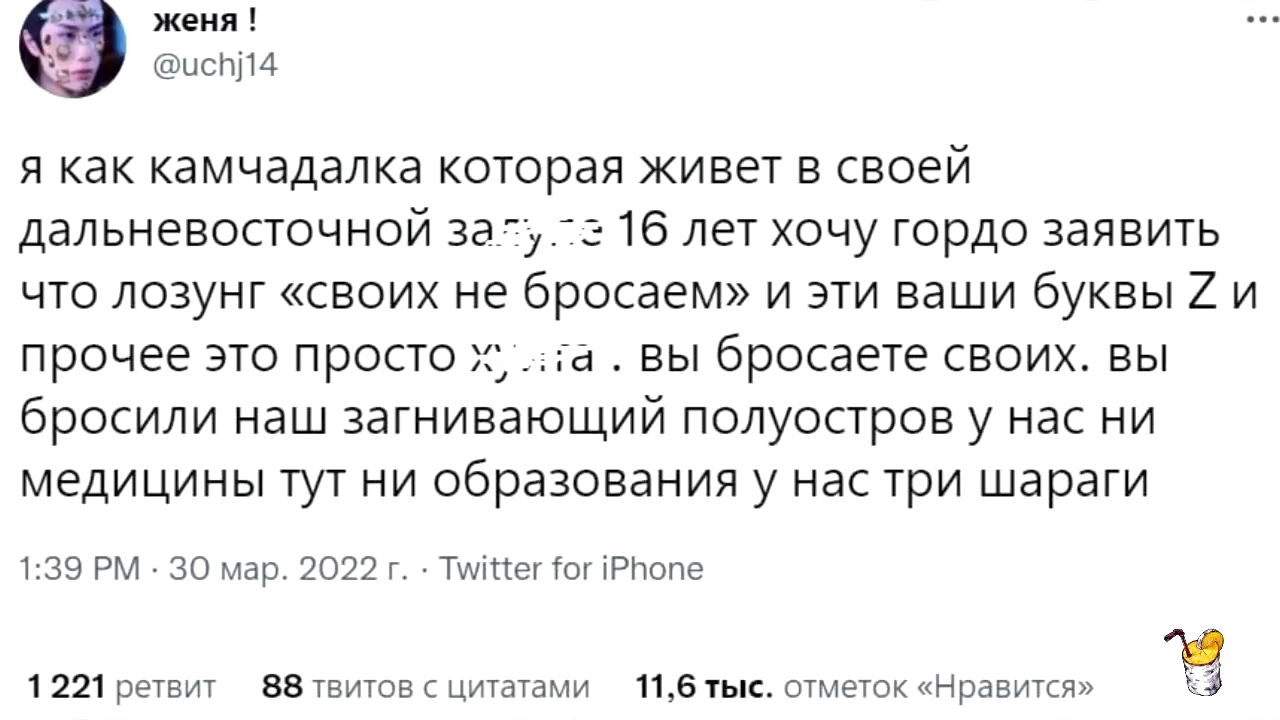 женя !
@uchj14
я как камчадалка которая живет в своей
дальневосточной 16 лет хочу гордо заявить
что лозунг «своих не бросаем» и эти ваши буквы Z и
прочее это просто . вы бросаете своих. вы
бросили наш загнивающий полуостров у нас ни
медицины тут ни образования у нас три шараги
1:39 PM · 30 мар. 2022 г. · Twitter for iPhone
1 221 ретвит 88 твитов с цитатами 11,6 тыс. отметок «Нравится»